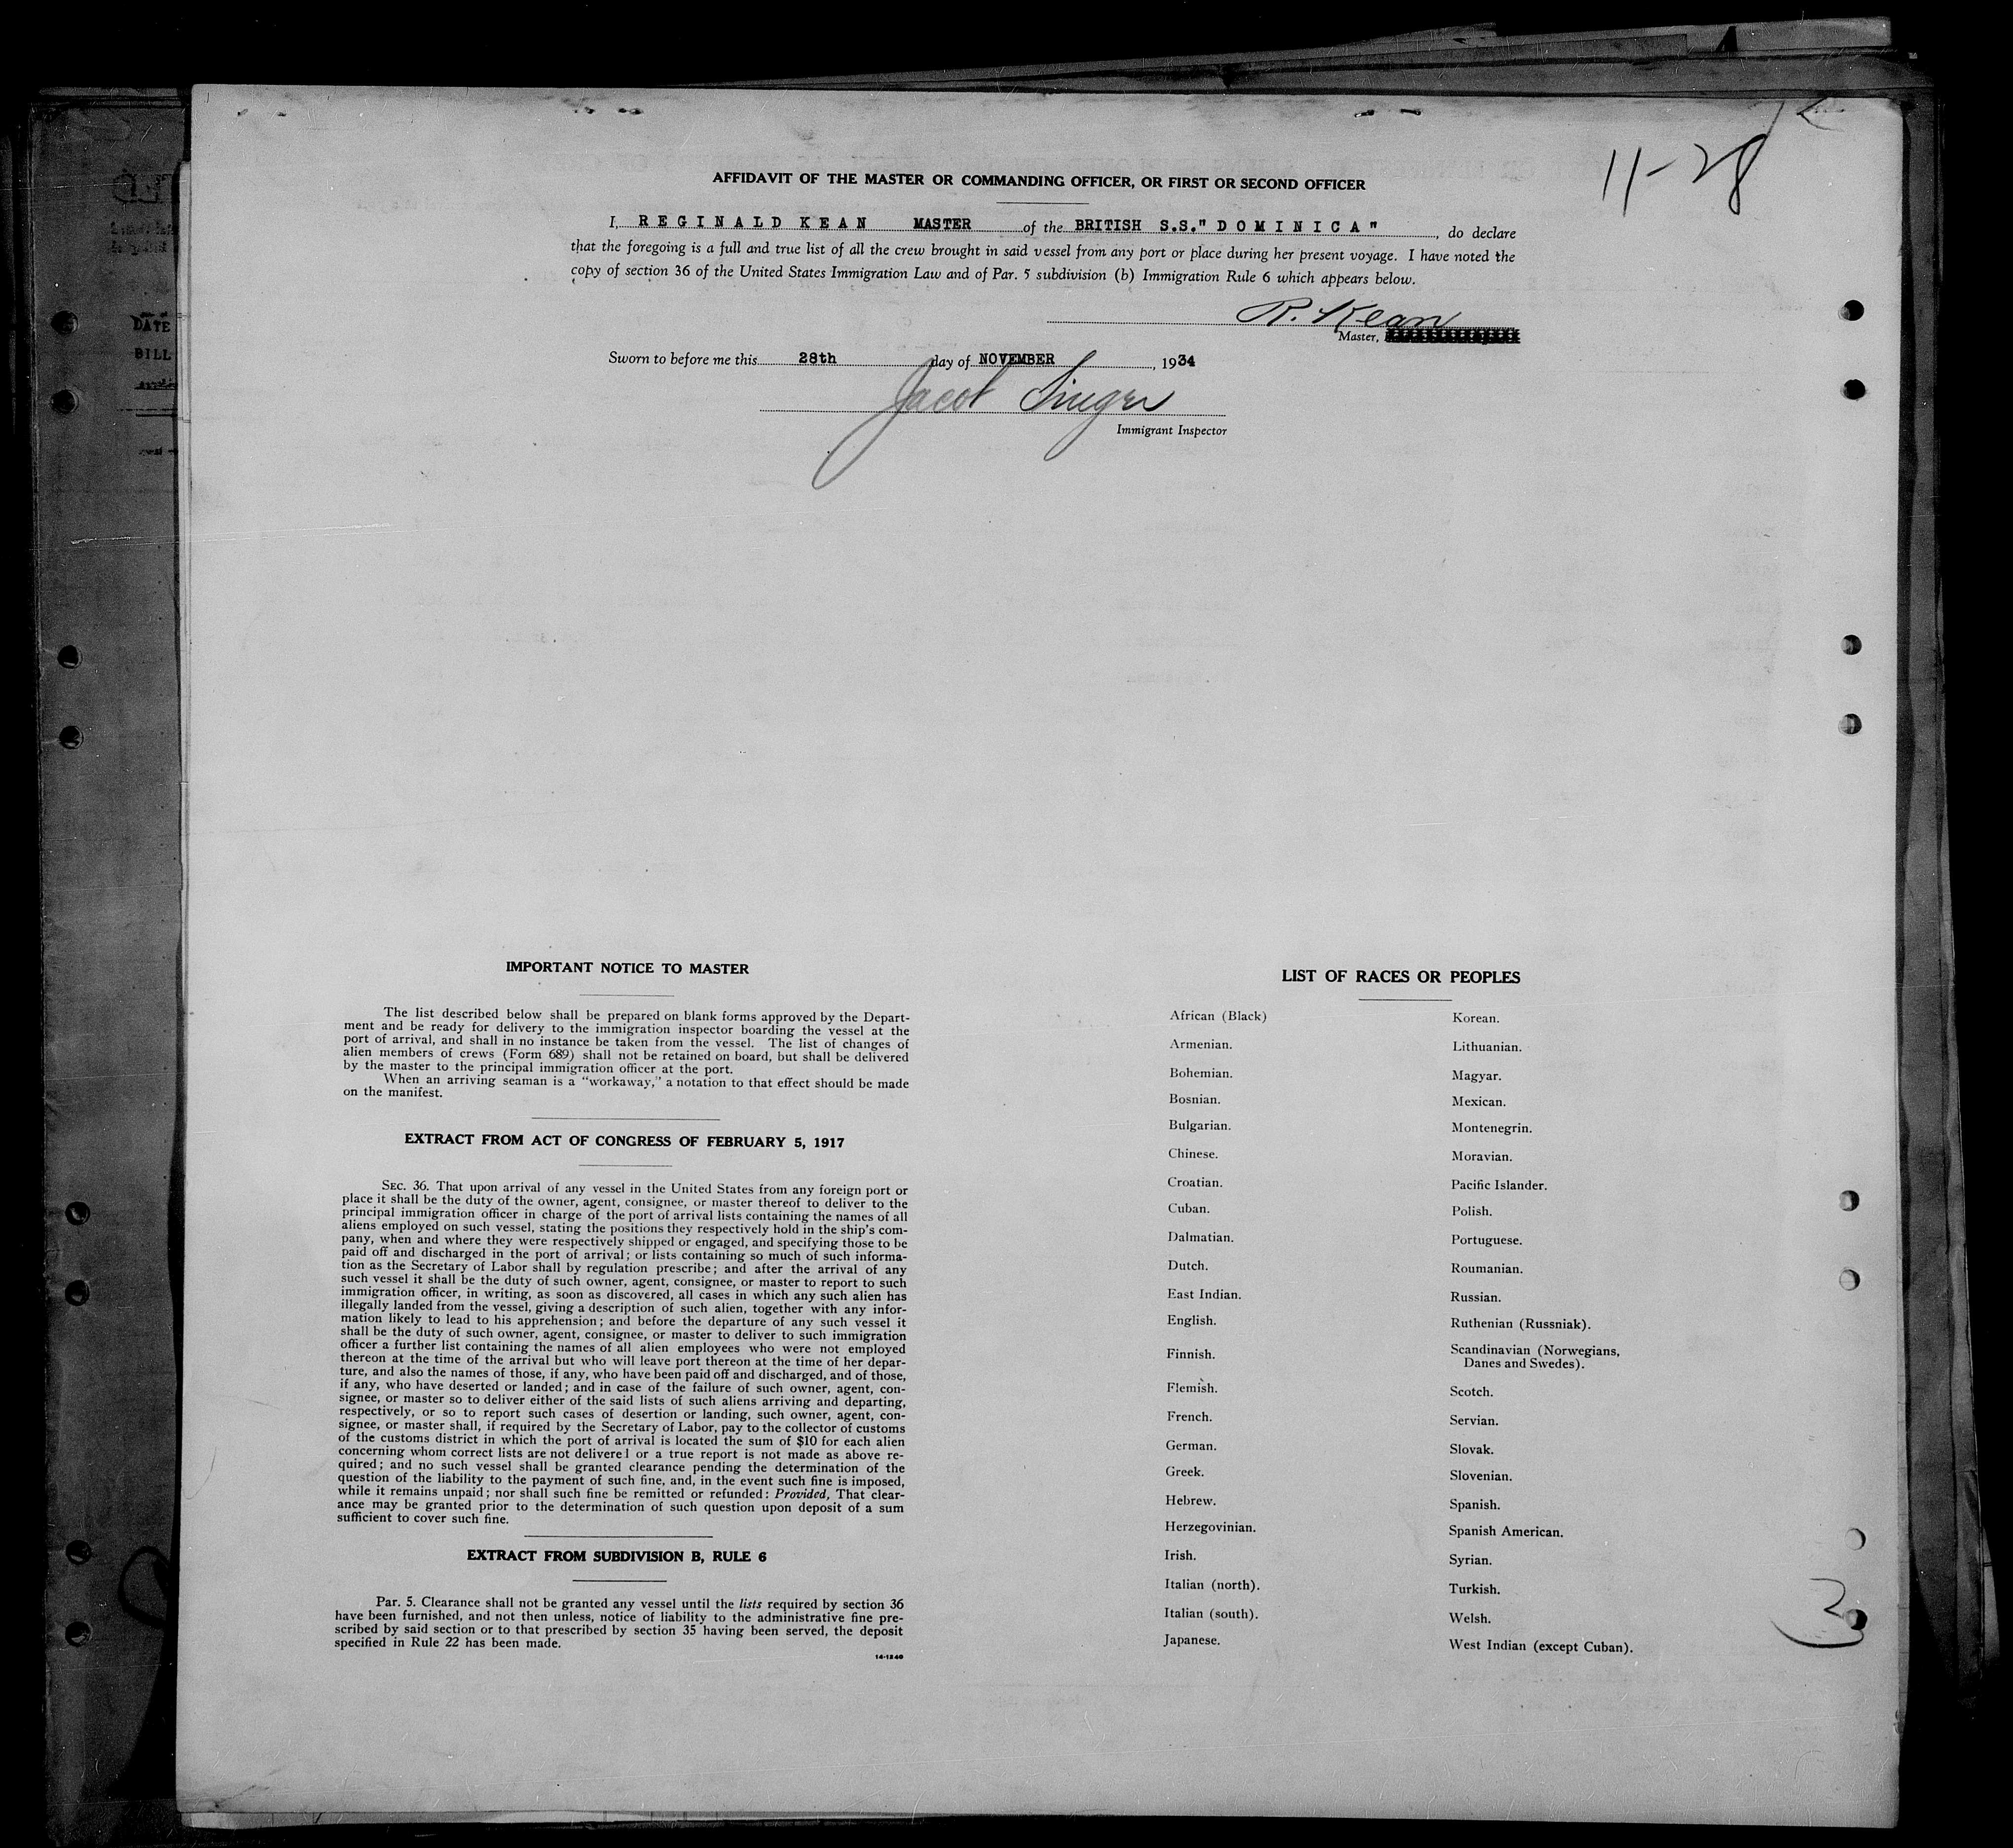 11-28
AFFIDAVIT OF THE MASTER OR COMMANDING OFFICER, OR FIRST OR SECOND OFFICER
I, REGINALD KEAN MASTER of the BRITISH S.S. "DOMINICA", do declare
that the foregoing is a full and true list of all the crew brought in said vessel from any port or place during her present voyage. I have noted the
copy of section 36 of the United States Immigration Law and of Par. 5 subdivision (b) Immigration Rule 6 which appears below.
R. Kean
Master,
Sworn to before me this 28th day of NOVEMBER, 1934
Jacob Singer
Immigrant Inspector
DATE
BILL
IMPORTANT NOTICE TO MASTER
The list described below shall be prepared on blank forms approved by the Depart-
ment and be ready for delivery to the immigration inspector boarding the vessel at the
port of arrival, and shall in no instance be taken from the vessel. The list of changes of
alien members of crews (Form 689) shall not be retained on board, but shall be delivered
by the master to the principal immigration officer at the port.
When an arriving seaman is a "workaway," a notation to that effect should be made
on the manifest.
EXTRACT FROM ACT OF CONGRESS OF FEBRUARY 5, 1917
SEC. 36. That upon arrival of any vessel in the United States from any foreign port or
place it shall be the duty of the owner, agent, consignee, or master thereof to deliver to the
principal immigration officer in charge of the port of arrival lists containing the names of all
aliens employed on such vessel, stating the positions they respectively hold in the ship's com-
pany, when and where they were respectively shipped or engaged, and specifying those to be
paid off and discharged in the port of arrival; or lists containing so much of such informa-
tion as the Secretary of Labor shall by regulation prescribe; and after the arrival of any
such vessel it shall be the duty of such owner, agent, consignee, or master to report to such
immigration officer, in writing, as soon as discovered, all cases in which any such alien has
illegally landed from the vessel, giving a description of such alien, together with any infor-
mation likely to lead to his apprehension; and before the departure of any such vessel it
shall be the duty of such owner, agent, consignee, or master to deliver to such immigration
officer a further list containing the names of all alien employees who were not employed
thereon at the time of the arrival but who will leave port thereon at the time of her depar-
ture, and also the names of those, if any, who have been paid off and discharged, and of those,
if any, who have deserted or landed; and in case of the failure of such owner, agent, con-
signee, or master so to deliver either of the said lists of such aliens arriving and departing,
respectively, or so to report such cases of desertion or landing, such owner, agent, con-
signee, or master shall, if required by the Secretary of Labor, pay to the collector of customs
of the customs district in which the port of arrival is located the sum of $10 for each alien
concerning whom correct lists are not delivered or a true report is not made as above re-
quired; and no such vessel shall be granted clearance pending the determination of the
question of the liability to the payment of such fine, and, in the event such fine is imposed,
while it remains unpaid; nor shall such fine be remitted or refunded: Provided, That clear-
ance may be granted prior to the determination of such question upon deposit of a sum
sufficient to cover such fine.
EXTRACT FROM SUBDIVISION B, RULE 6
Par. 5. Clearance shall not be granted any vessel until the lists required by section 36
have been furnished, and not then unless, notice of liability to the administrative fine pre-
scribed by said section or to that prescribed by section 35 having been served, the deposit
specified in Rule 22 has been made.
14-1240
LIST OF RACES OR PEOPLES
African (Black)
Armenian.
Bohemian.
Bosnian.
Bulgarian.
Chinese.
Croatian.
Cuban.
Dalmatian.
Dutch.
East Indian.
English.
Finnish.
Flemish.
French.
German.
Greek.
Hebrew.
Herzegovinian.
Irish.
Italian (north).
Italian (south).
Japanese.
Korean.
Lithuanian.
Magyar.
Mexican.
Montenegrin.
Moravian.
Pacific Islander.
Polish.
Portuguese.
Roumanian.
Russian.
Ruthenian (Russniak).
Scandinavian (Norwegians,
Danes and Swedes).
Scotch.
Servian.
Slovak.
Slovenian.
Spanish.
Spanish American.
Syrian.
Turkish.
Welsh.
West Indian (except Cuban).